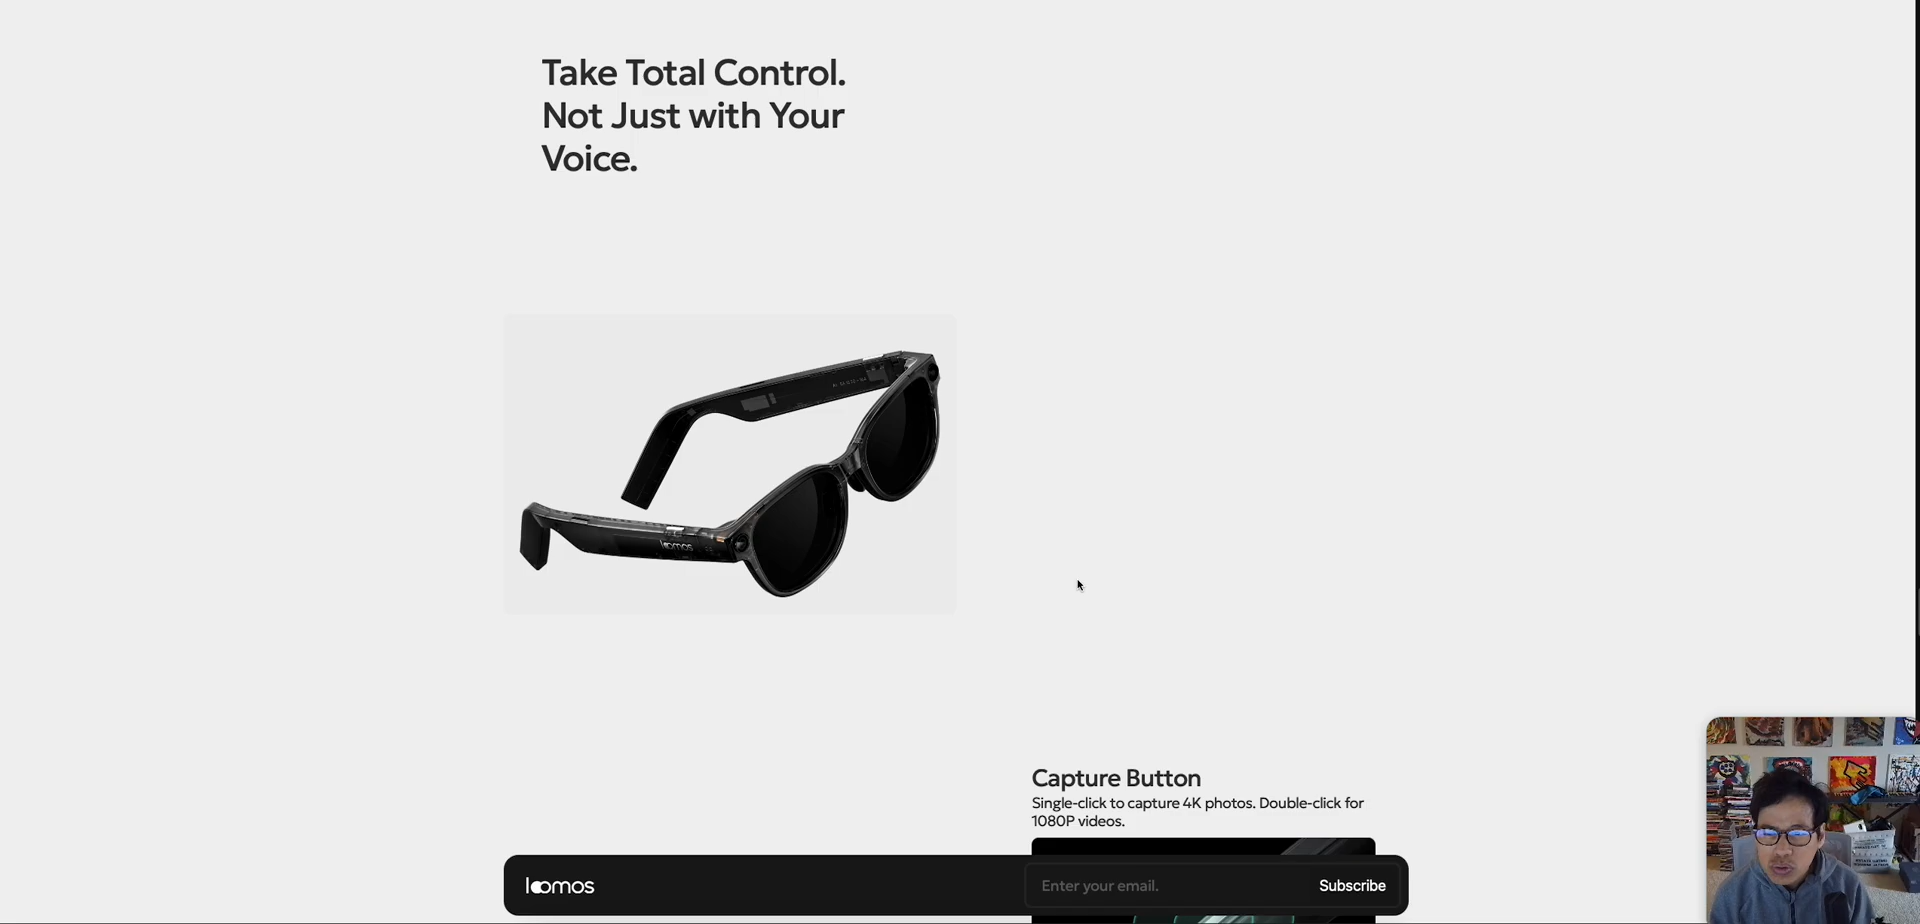 Take Total Control.
Not Just with Your
Voice.
loomos
Capture Button
Single-click to capture 4K photos. Double-click for
1080P videos.
loomos
Enter your email.
Subscribe